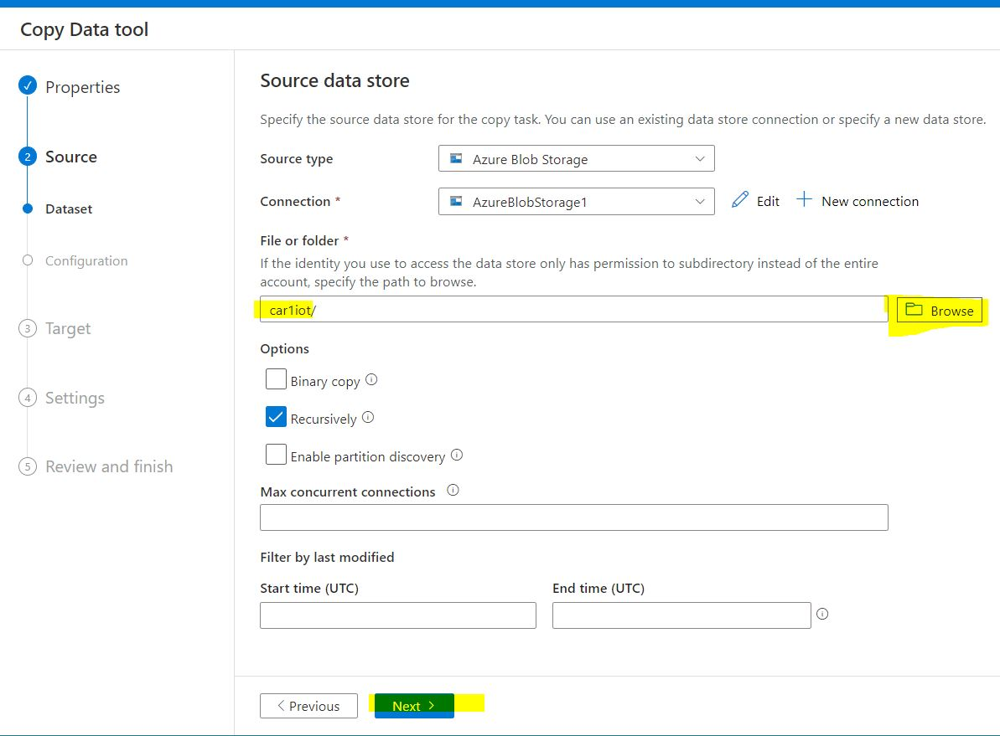 Copy Data tool
Properties
2 Source
Dataset
Configuration
3 Target
4 Settings
5 Review and finish
Source data store
Specify the source data store for the copy task. You can use an existing data store connection or specify a new data store.
Source type Azure Blob Storage
Connection * AzureBlobStorage1 Edit New connection
File or folder *
If the identity you use to access the data store only has permission to subdirectory instead of the entire
account, specify the path to browse.
car1iot/ Browse
Options
Binary copy
Recursively
Enable partition discovery
Max concurrent connections
Filter by last modified
Start time (UTC) End time (UTC)
Previous Next